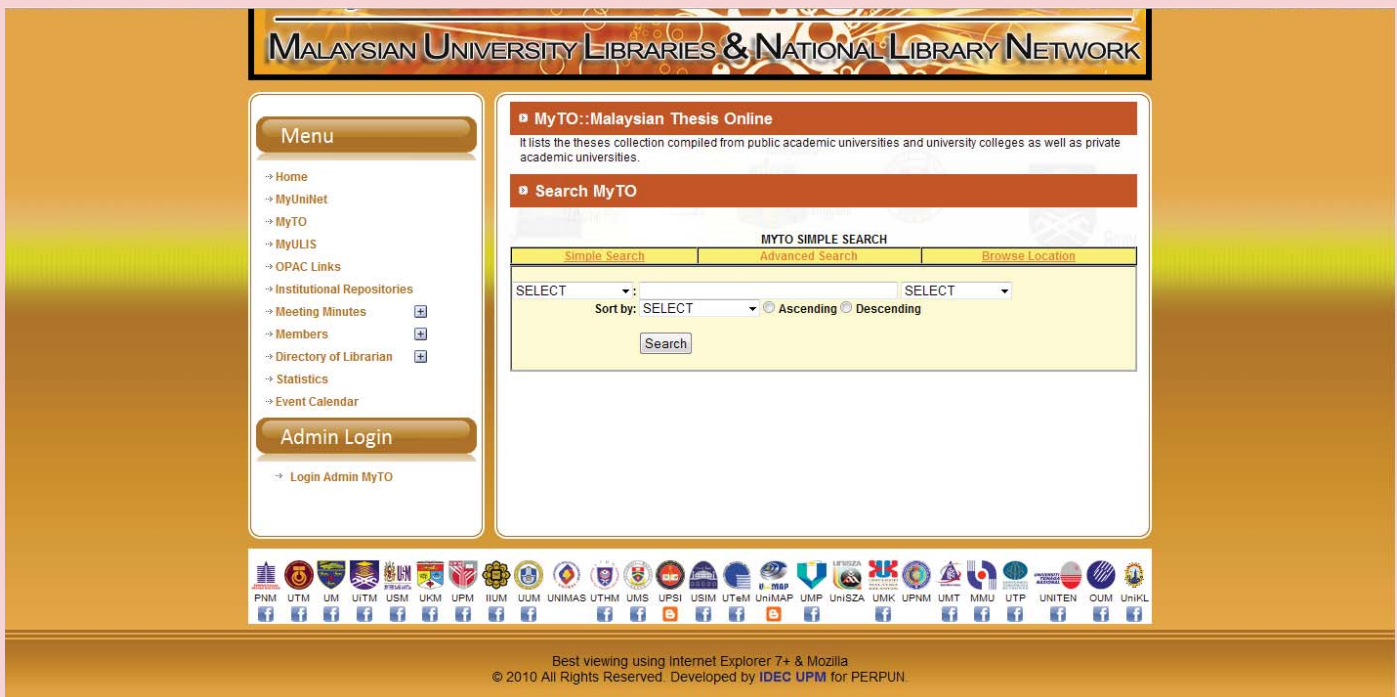 MALAYSIAN UNIVERSITY LIBRARIES & NATIONAL LIBRARY NETWORK
Menu
Home
MyUniNet
MyTO
MyULIS
OPAC Links
Institutional Repositories
Meeting Minutes
Members
Directory of Librarian
Statistics
Event Calendar
Admin Login
Login Admin MyTO
MyTO::Malaysian Thesis Online
It lists the theses collection compiled from public academic universities and university colleges as well as private
academic universities.
Search MyTO
MYTO SIMPLE SEARCH
Simple Search Advanced Search Browse Location
SELECT : SELECT
Sort by: SELECT Ascending Descending
Search
PNM UTM UM UiTM USM UKM UPM IIUM UUM UNIMAS UTHM UMS UPSI USIM UTeM UniMAP UMP UniSZA UMK UPNM UMT MMU UTP UNITEN OUM UniKL
Best viewing using Internet Explorer 7+ & Mozilla
© 2010 All Rights Reserved. Developed by IDEC UPM for PERPUN.